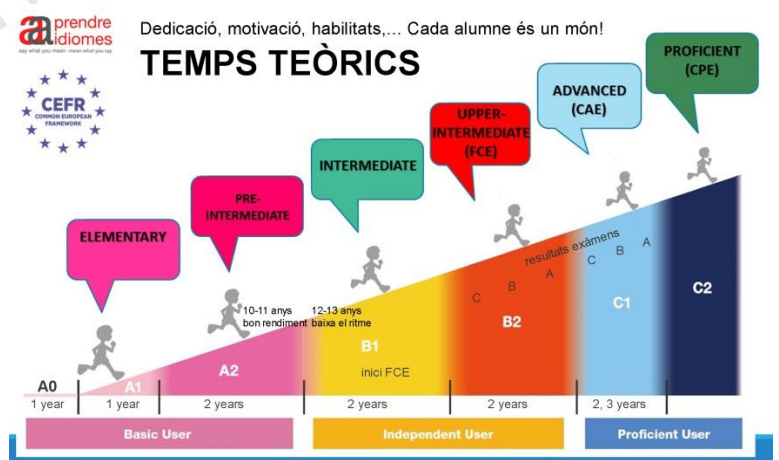 aa prendre
idiomes
say what you mean - mean what you say
Dedicació, motivació, habilitats,... Cada alumne és un món!
TEMPS TEÒRICS
CEFR
COMMON EUROPEAN
FRAMEWORK
ELEMENTARY
PRE-
INTERMEDIATE
INTERMEDIATE
UPPER-
INTERMEDIATE
(FCE)
ADVANCED
(CAE)
PROFICIENT
(CPE)
10-11 anys
bon rendiment
12-13 anys
baixa el ritme
resultats exàmens
C B A
C B A
A0
A1
A2
B1
inici FCE
B2
C1
C2
1 year
1 year
2 years
2 years
2 years
2, 3 years
Basic User
Independent User
Proficient User